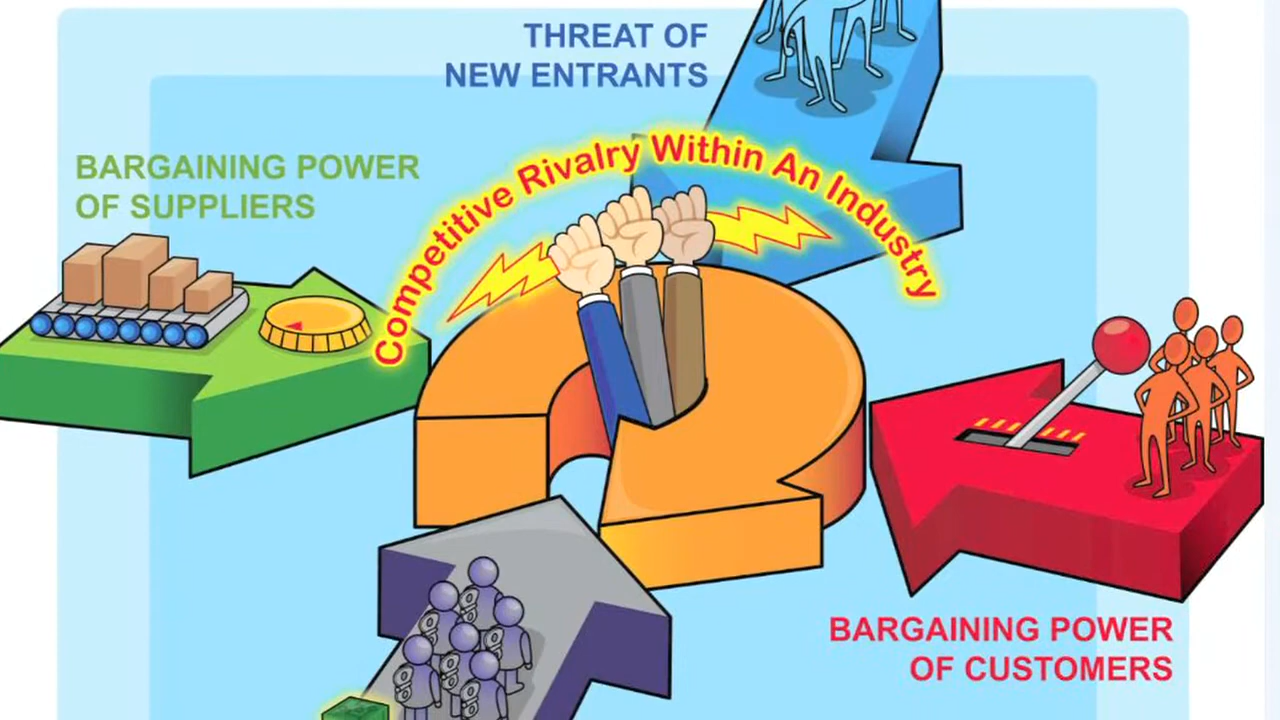 THREAT OF
NEW ENTRANTS
BARGAINING POWER
OF SUPPLIERS
Competitive Rivalry Within An Industry
BARGAINING POWER
OF CUSTOMERS